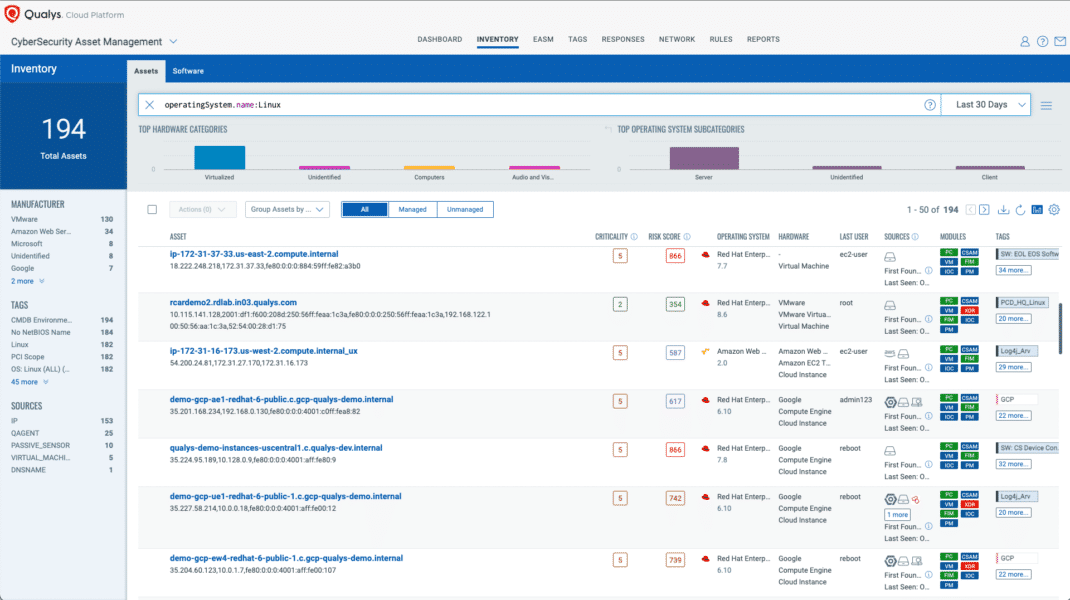 Qualys. Cloud Platform
CyberSecurity Asset Management
DASHBOARD INVENTORY EASM TAGS RESPONSES NETWORK RULES REPORTS
Inventory
Assets Software
194
Total Assets
operatingSystem.name:Linux
Last 30 Days
TOP HARDWARE CATEGORIES
0
Virtualized Unidentified Computers Audio and Vis...
TOP OPERATING SYSTEM SUBCATEGORIES
0
Server Unidentified Client
MANUFACTURER
VMware 130
Amazon Web Ser... 34
Microsoft 8
Unidentified 8
Google 7
2 more
TAGS
CMDB Environme... 194
No NetBIOS Name 184
Linux 182
PCI Scope 182
OS: Linux (ALL) (... 182
45 more
SOURCES
IP 153
QAGENT 25
PASSIVE_SENSOR 10
VIRTUAL_MACHI... 5
DNSNAME 1
Actions (0) Group Assets by ... All Managed Unmanaged
1 - 50 of 194
ASSET CRITICALITY RISK SCORE OPERATING SYSTEM HARDWARE LAST USER SOURCES MODULES TAGS
ip-172-31-37-33.us-east-2.compute.internal
18.222.248.218,172.31.37.33,fe80:0:0:0:884:59ff:fe82:a3b0
5
866
Red Hat Enterp...
7.7
-
Virtual Machine
ec2-user
First Foun...
Last Seen: O...
PC CSAM
VM FIM
IOC PM
SW: EOL EOS Softw
34 more...
rcardemo2.rdlab.in03.qualys.com
10.115.141.128,2001:df1:f600:208d:250:56ff:feaa:1c3a,fe80:0:0:0:250:56ff:feaa:1c3a,192.168.122.1
00:50:56:aa:1c:3a,52:54:00:28:d1:75
2
354
Red Hat Enterp...
8.6
VMware
VMware Virtua...
Virtual Machine
root
First Foun...
Last Seen: O...
PC CSAM
VM XDR
FIM IOC
PM
PCD_HQ_Linux
20 more...
ip-172-31-16-173.us-west-2.compute.internal_ux
54.200.24.81,172.31.27.170,172.31.16.173
5
587
Amazon Web ...
2.0
Amazon Web ...
Amazon EC2 T...
Cloud Instance
ec2-user
aws
First Foun...
Last Seen: O...
PC CSAM
VM FIM
IOC PM
Log4j_Arv
29 more...
demo-gcp-ae1-redhat-6-public.c.gcp-qualys-demo.internal
35.201.168.234,192.168.0.130,fe80:0:0:0:4001:c0ff:fea8:82
5
617
Red Hat Enterp...
6.10
Google
Compute Engine
Cloud Instance
admin123
First Foun...
Last Seen: O...
PC CSAM
VM FIM
IOC PM
GCP
22 more...
qualys-demo-instances-uscentral1.c.qualys-dev.internal
35.224.95.189,10.128.0.9,fe80:0:0:0:4001:aff:fe80:9
5
866
Red Hat Enterp...
7.8
Google
Compute Engine
Cloud Instance
reboot
First Foun...
Last Seen: O...
PC CSAM
VM FIM
IOC PM
SW: CS Device Con.
32 more...
demo-gcp-ue1-redhat-6-public-1.c.gcp-qualys-demo.internal
35.227.58.214,10.0.0.18,fe80:0:0:0:4001:aff:fe00:12
5
742
Red Hat Enterp...
6.10
Google
Compute Engine
Cloud Instance
reboot
1 more
First Foun...
Last Seen: O...
PC CSAM
VM XDR
FIM IOC
PM
Log4j_Arv
20 more...
demo-gcp-ew4-redhat-6-public-1.c.gcp-qualys-demo.internal
35.204.60.123,10.0.1.7,fe80:0:0:0:4001:aff:fe00:107
5
739
Red Hat Enterp...
6.10
Google
Compute Engine
Cloud Instance
reboot
First Foun...
Last Seen: O...
PC CSAM
VM XDR
FIM IOC
PM
GCP
22 more...